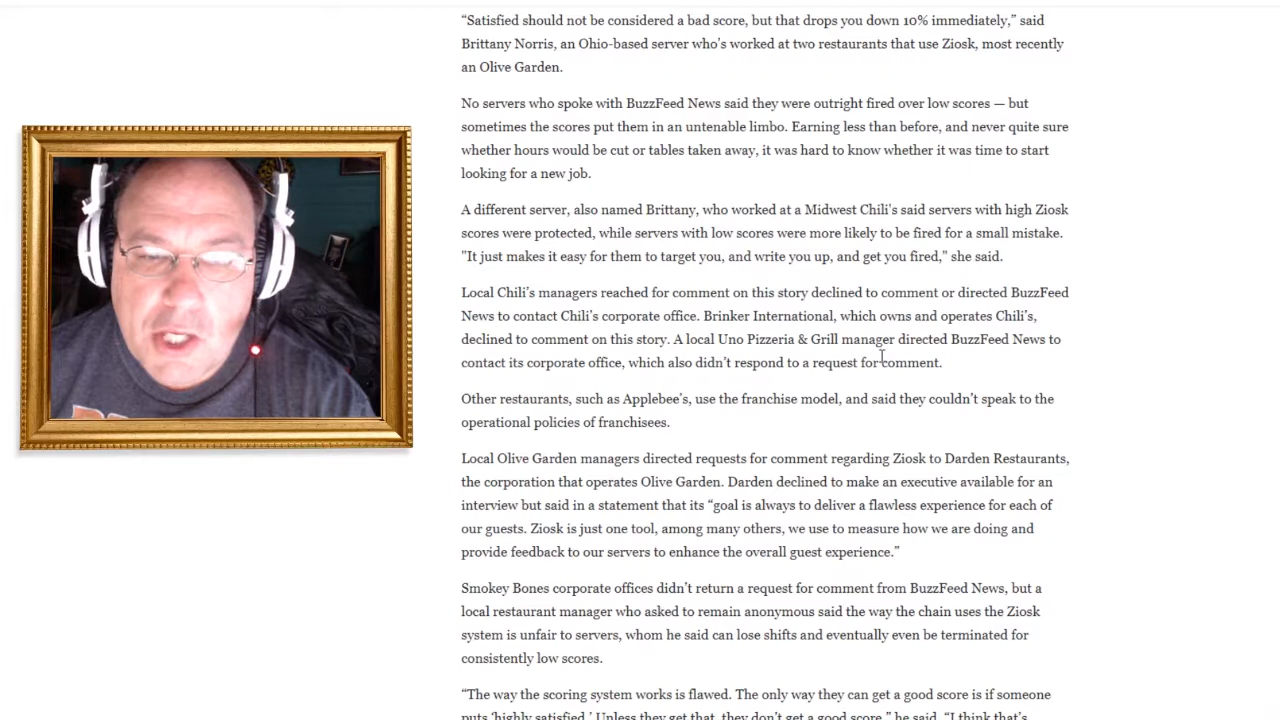 “Satisfied should not be considered a bad score, but that drops you down 10% immediately,” said
Brittany Norris, an Ohio-based server who’s worked at two restaurants that use Ziosk, most recently
an Olive Garden.
No servers who spoke with BuzzFeed News said they were outright fired over low scores — but
sometimes the scores put them in an untenable limbo. Earning less than before, and never quite sure
whether hours would be cut or tables taken away, it was hard to know whether it was time to start
looking for a new job.
A different server, also named Brittany, who worked at a Midwest Chili's said servers with high Ziosk
scores were protected, while servers with low scores were more likely to be fired for a small mistake.
"It just makes it easy for them to target you, and write you up, and get you fired," she said.
Local Chili’s managers reached for comment on this story declined to comment or directed BuzzFeed
News to contact Chili’s corporate office. Brinker International, which owns and operates Chili’s,
declined to comment on this story. A local Uno Pizzeria & Grill manager directed BuzzFeed News to
contact its corporate office, which also didn’t respond to a request for comment.
Other restaurants, such as Applebee’s, use the franchise model, and said they couldn’t speak to the
operational policies of franchisees.
Local Olive Garden managers directed requests for comment regarding Ziosk to Darden Restaurants,
the corporation that operates Olive Garden. Darden declined to make an executive available for an
interview but said in a statement that its “goal is always to deliver a flawless experience for each of
our guests. Ziosk is just one tool, among many others, we use to measure how we are doing and
provide feedback to our servers to enhance the overall guest experience.”
Smokey Bones corporate offices didn’t return a request for comment from BuzzFeed News, but a
local restaurant manager who asked to remain anonymous said the way the chain uses the Ziosk
system is unfair to servers, whom he said can lose shifts and eventually even be terminated for
consistently low scores.
“The way the scoring system works is flawed. The only way they can get a good score is if someone
puts ‘highly satisfied.’ Unless they get that, they don’t get a good score,” he said. “I think that’s